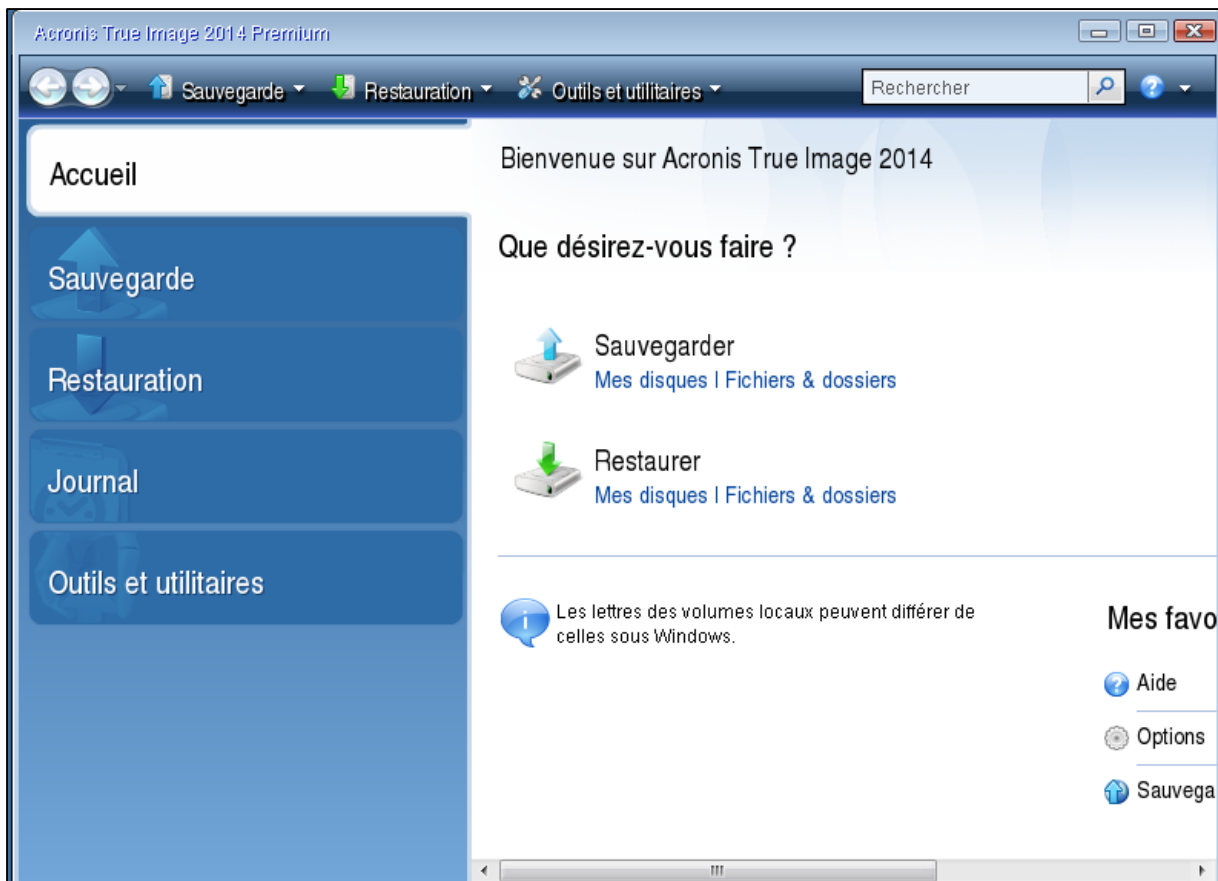 Acronis True Image 2014 Premium
Sauvegarde Restauration Outils et utilitaires Rechercher
Accueil
Sauvegarde
Restauration
Journal
Outils et utilitaires
Bienvenue sur Acronis True Image 2014
Que désirez-vous faire ?
Sauvegarder
Mes disques | Fichiers & dossiers
Restaurer
Mes disques | Fichiers & dossiers
Les lettres des volumes locaux peuvent différer de
celles sous Windows.
Mes favo
Aide
Options
Sauvega